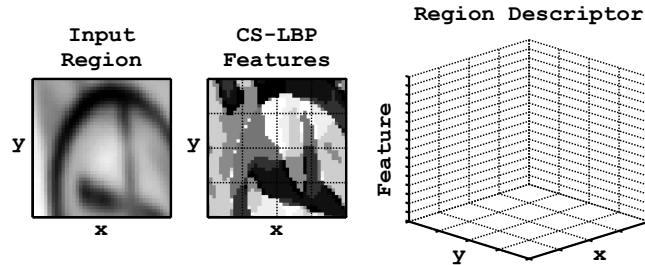 Input
Region
y
x
CS-LBP
Features
y
x
Region Descriptor
Feature
y
x